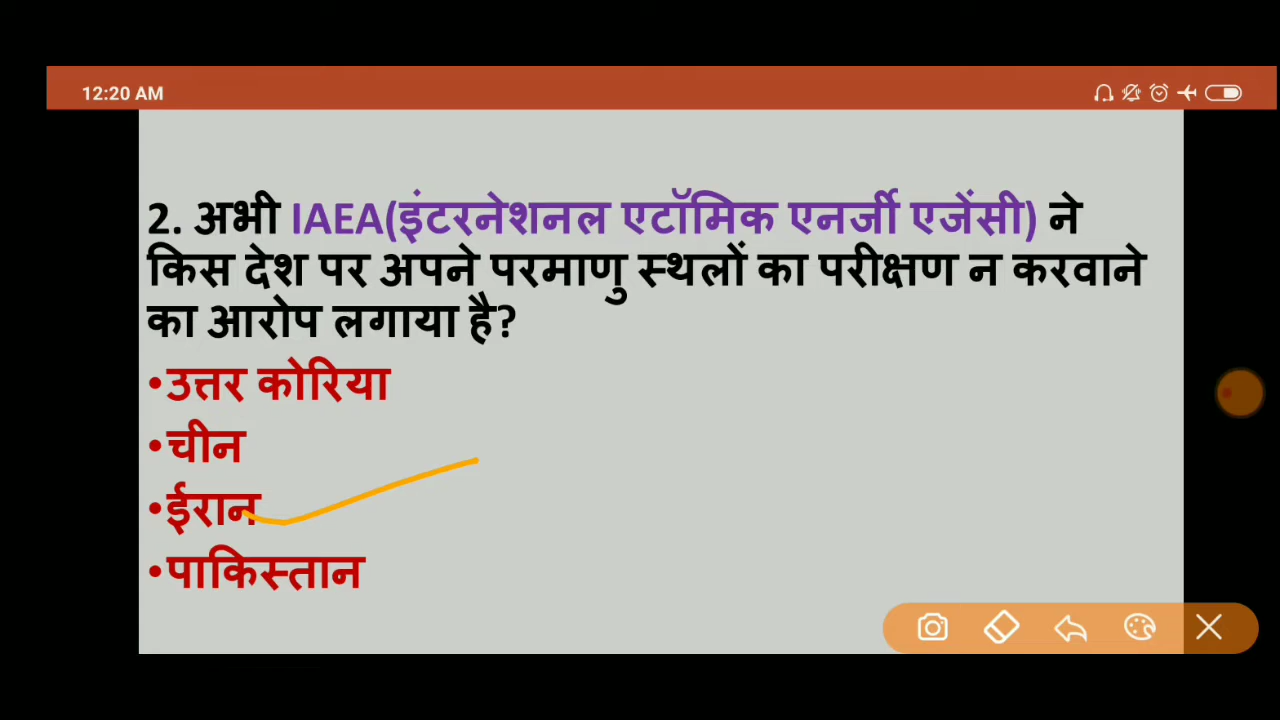 12:20 AM
2. अभी IAEA(इंटरनेशनल एटॉमिक एनर्जी एजेंसी) ने
किस देश पर अपने परमाणु स्थलों का परीक्षण न करवाने
का आरोप लगाया है?
•उत्तर कोरिया
•चीन
•ईरान
•पाकिस्तान